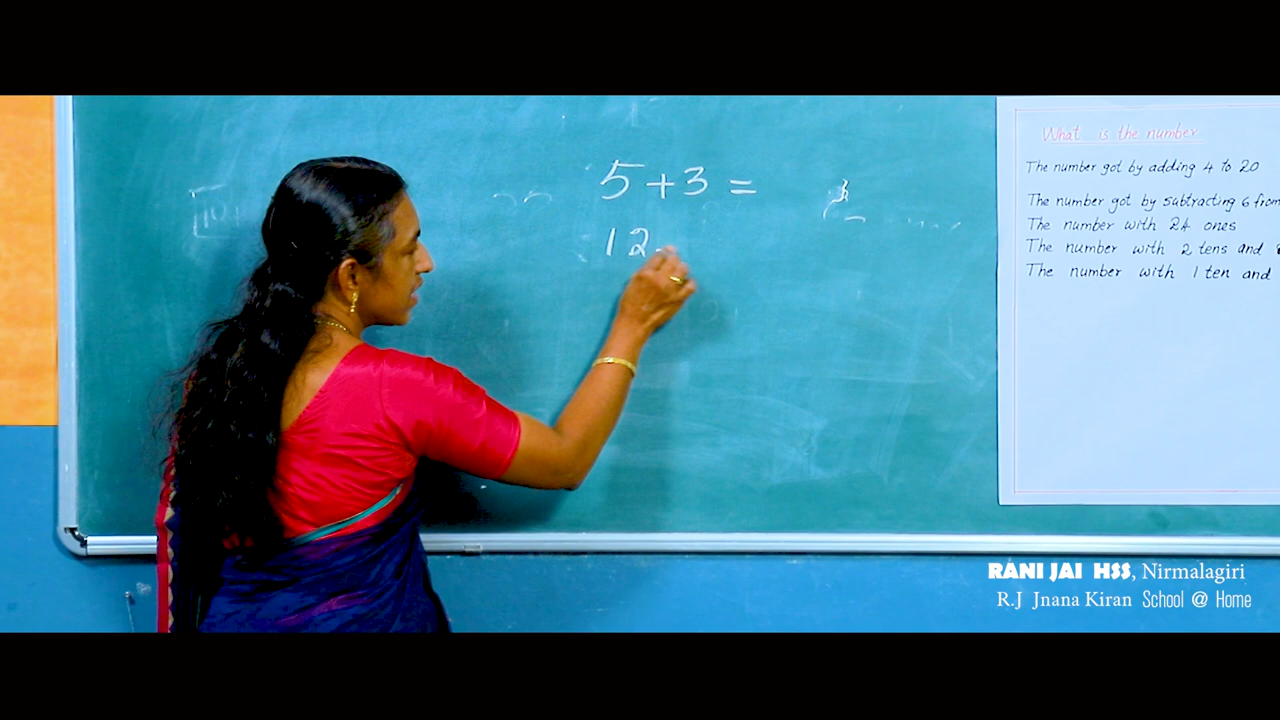 5+3=
12
What is the number
The number got by adding 4 to 20
The number got by subtracting 6 from
The number with 24 ones
The number with 2 tens and
The number with 1 ten and
RANI JAI HSS, Nirmalagiri
R.J Jnana Kiran School @ Home